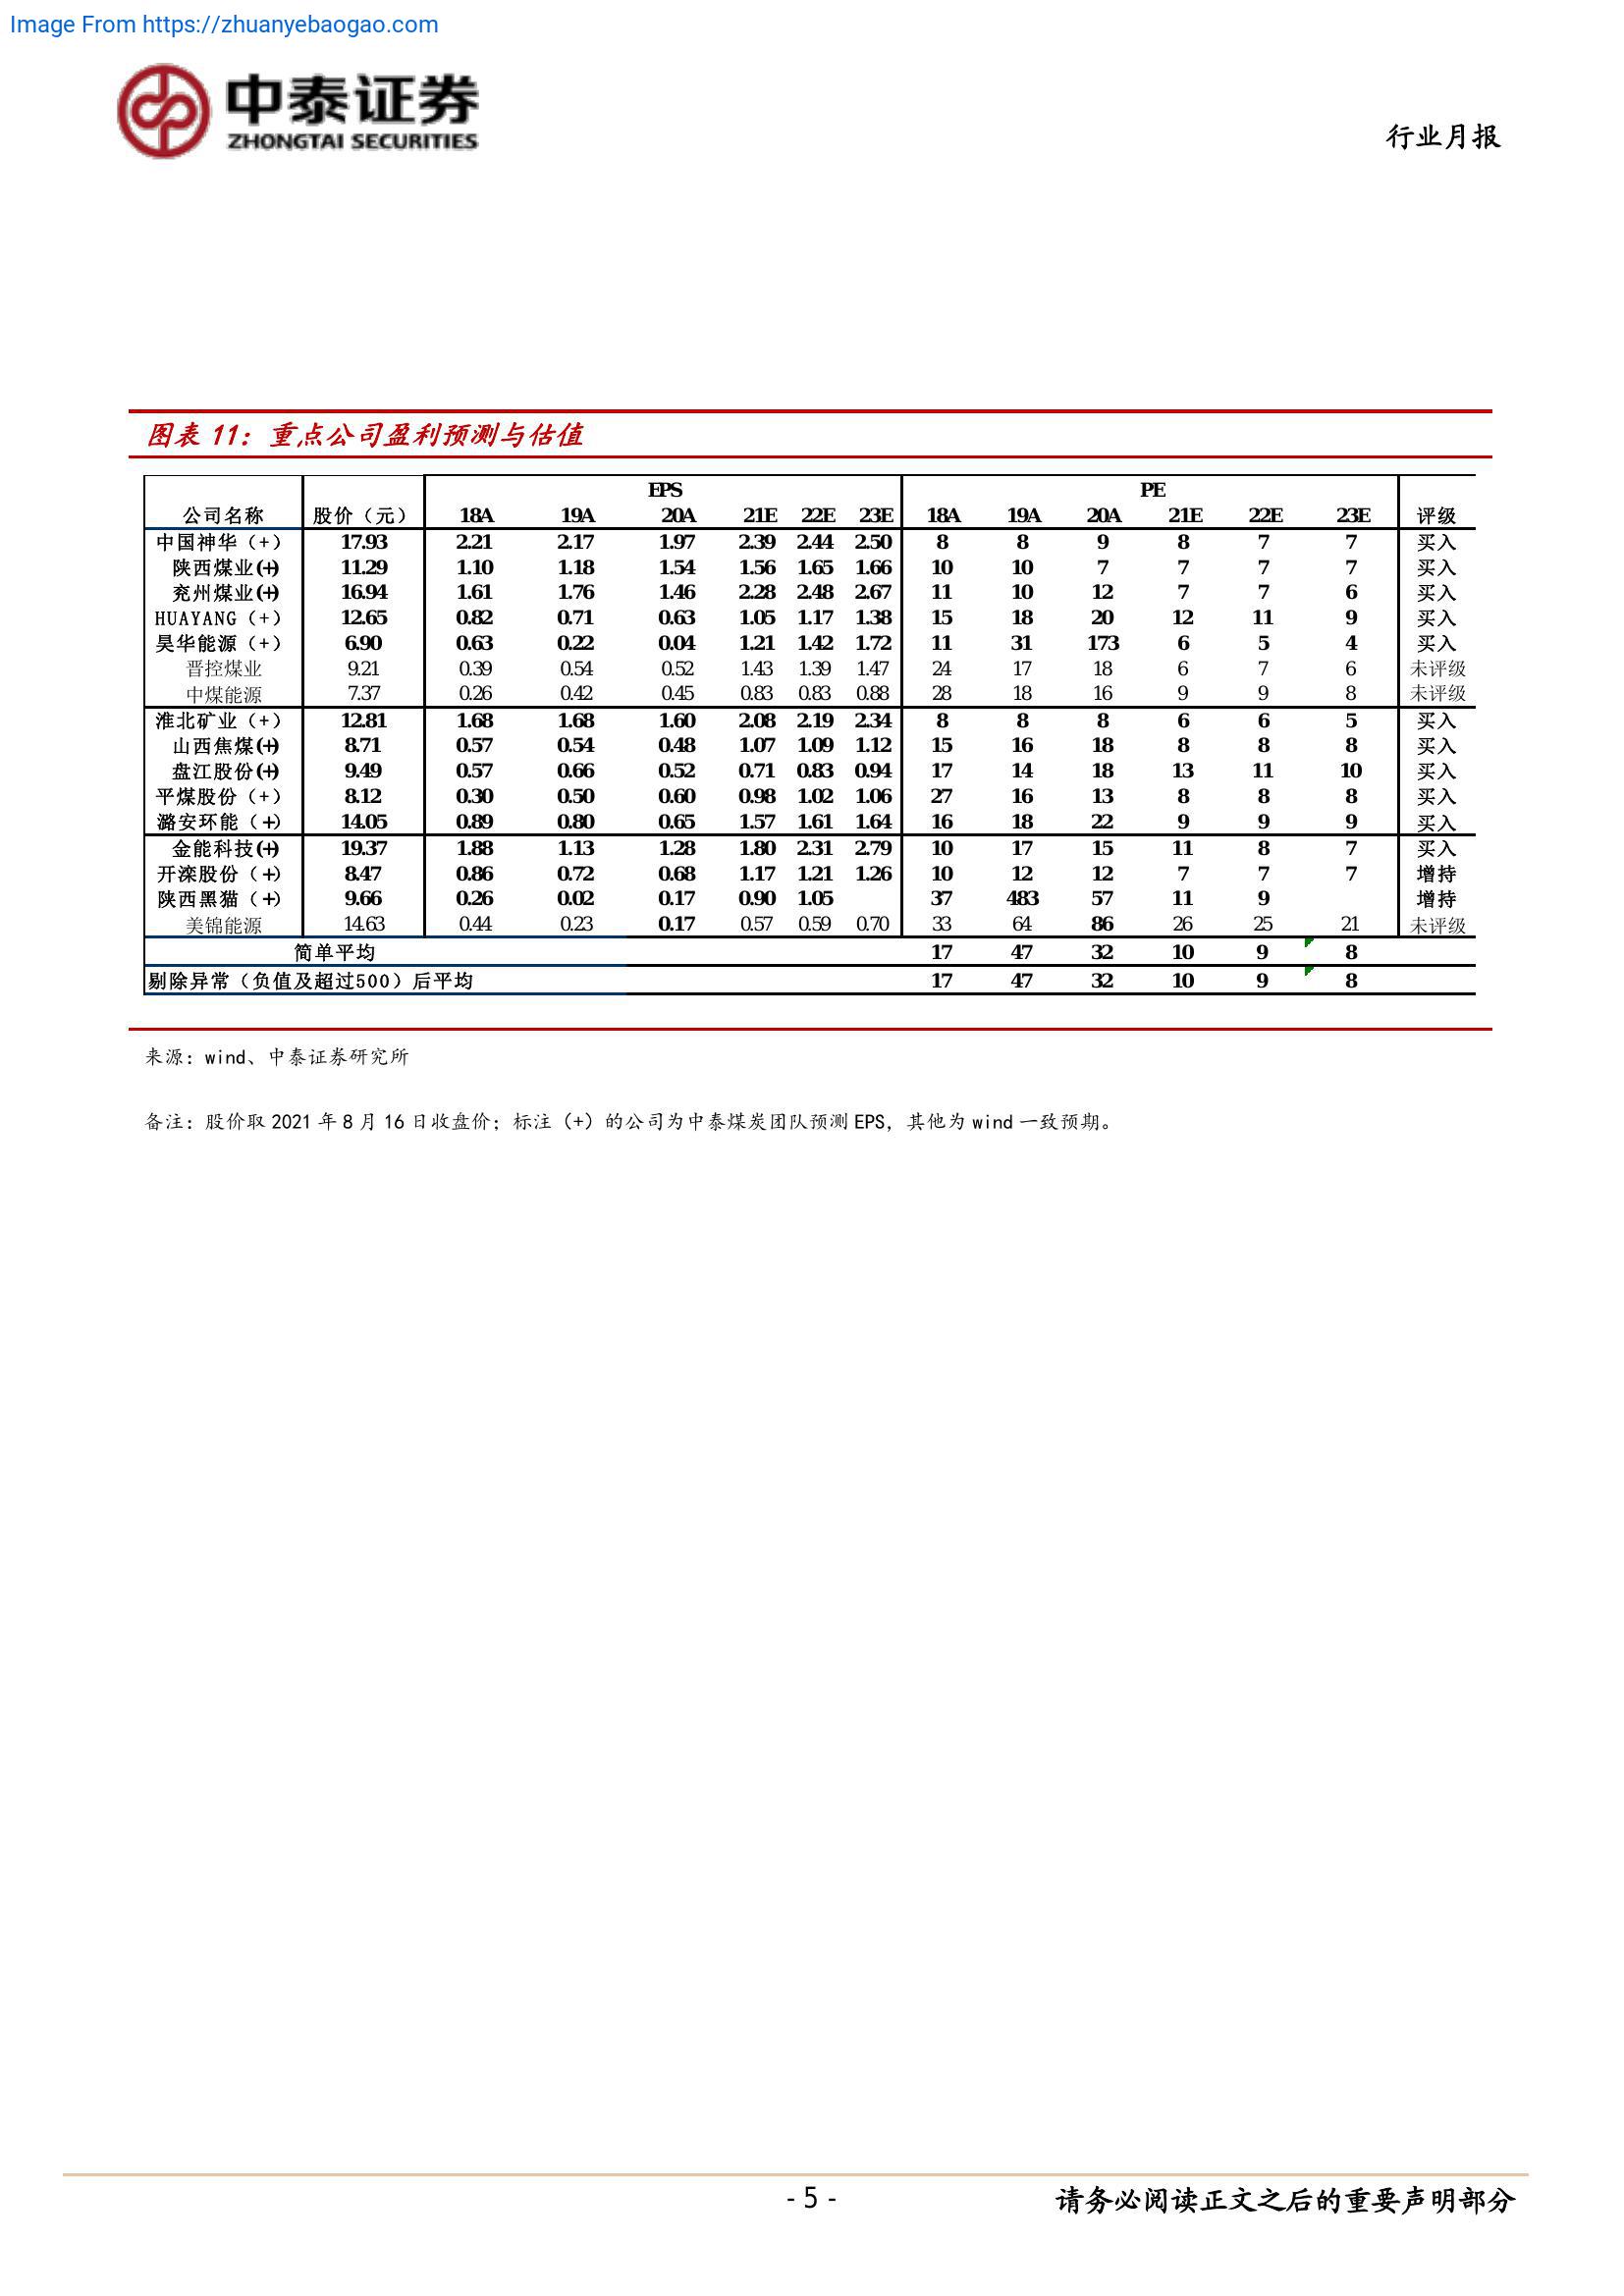 Image From https://zhuanyebaogao.com
中泰证券
ZHONGTAI SECURITIES
行业月报
图表 11：重点公司盈利预测与估值
EPS PE
公司名称 股价（元） 18A 19A 20A 21E 22E 23E 18A 19A 20A 21E 22E 23E 评级
中国神华（+） 17.93 2.21 2.17 1.97 2.39 2.44 2.50 8 8 9 8 7 7 买入
陕西煤业(+) 11.29 1.10 1.18 1.54 1.56 1.65 1.66 10 10 7 7 7 7 买入
兖州煤业(+) 16.94 1.61 1.76 1.46 2.28 2.48 2.67 11 10 12 7 7 6 买入
HUAYANG（+） 12.65 0.82 0.71 0.63 1.05 1.17 1.38 15 18 20 12 11 9 买入
昊华能源（+） 6.90 0.63 0.22 0.04 1.21 1.42 1.72 11 31 173 6 5 4 买入
晋控煤业 9.21 0.39 0.54 0.52 1.43 1.39 1.47 24 17 18 6 7 6 未评级
中煤能源 7.37 0.26 0.42 0.45 0.83 0.83 0.88 28 18 16 9 9 8 未评级
淮北矿业（+） 12.81 1.68 1.68 1.60 2.08 2.19 2.34 8 8 8 6 6 5 买入
山西焦煤(+) 8.71 0.57 0.54 0.48 1.07 1.09 1.12 15 16 18 8 8 8 买入
盘江股份(+) 9.49 0.57 0.66 0.52 0.71 0.83 0.94 17 14 18 13 11 10 买入
平煤股份（+） 8.12 0.30 0.50 0.60 0.98 1.02 1.06 27 16 13 8 8 8 买入
潞安环能（+） 14.05 0.89 0.80 0.65 1.57 1.61 1.64 16 18 22 9 9 9 买入
金能科技(+) 19.37 1.88 1.13 1.28 1.80 2.31 2.79 10 17 15 11 8 7 买入
开滦股份（+） 8.47 0.86 0.72 0.68 1.17 1.21 1.26 10 12 12 7 7 7 增持
陕西黑猫（+） 9.66 0.26 0.02 0.17 0.90 1.05 37 483 57 11 9 增持
美锦能源 14.63 0.44 0.23 0.17 0.57 0.59 0.70 33 64 86 26 25 21 未评级
简单平均 17 47 32 10 9 8
剔除异常（负值及超过500）后平均 17 47 32 10 9 8
来源：wind、中泰证券研究所
备注：股价取 2021 年 8 月 16 日收盘价；标注（+）的公司为中泰煤炭团队预测 EPS，其他为 wind 一致预期。
- 5 -
请务必阅读正文之后的重要声明部分